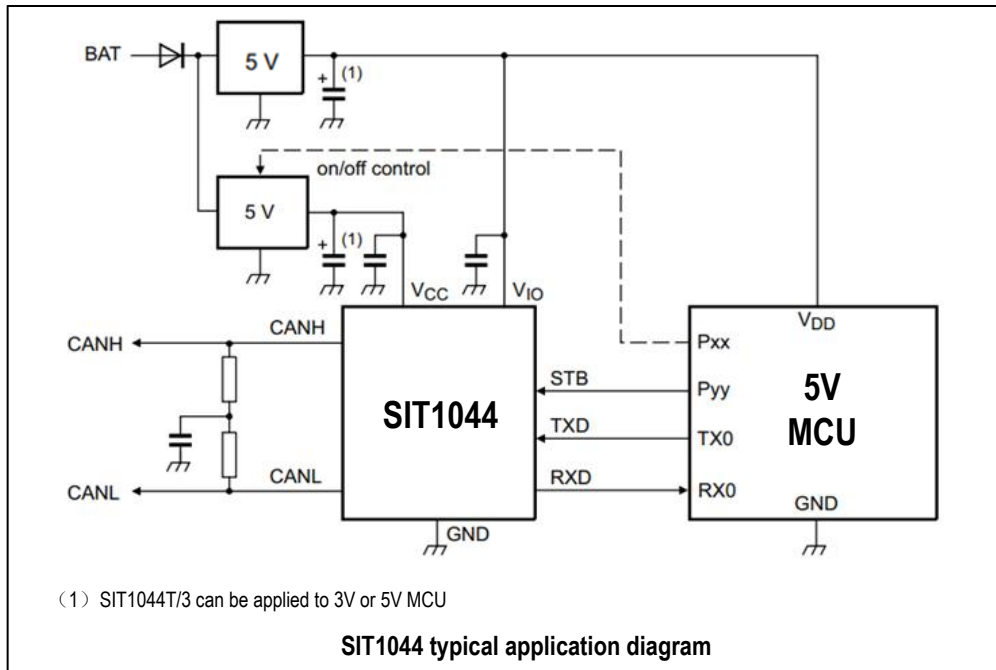 BAT
5 V
+ (1)
on/off control
5 V
+ (1)
VCC
VIO
VDD
CANH
CANH
STB
Pxx
Pyy
SIT1044
5V
MCU
TXD
TX0
CANL
CANL
RXD
RX0
GND
GND
（1）SIT1044T/3 can be applied to 3V or 5V MCU
SIT1044 typical application diagram